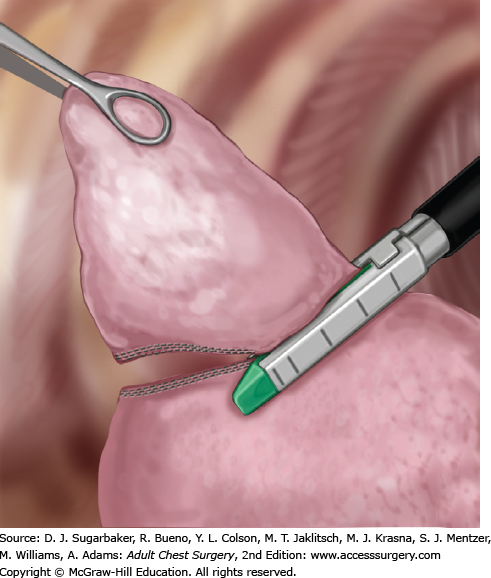 Source: D. J. Sugarbaker, R. Bueno, Y. L. Colson, M. T. Jaklitsch, M. J. Krasna, S. J. Mentzer,
M. Williams, A. Adams: Adult Chest Surgery, 2nd Edition: www.accesssurgery.com
Copyright © McGraw-Hill Education. All rights reserved.